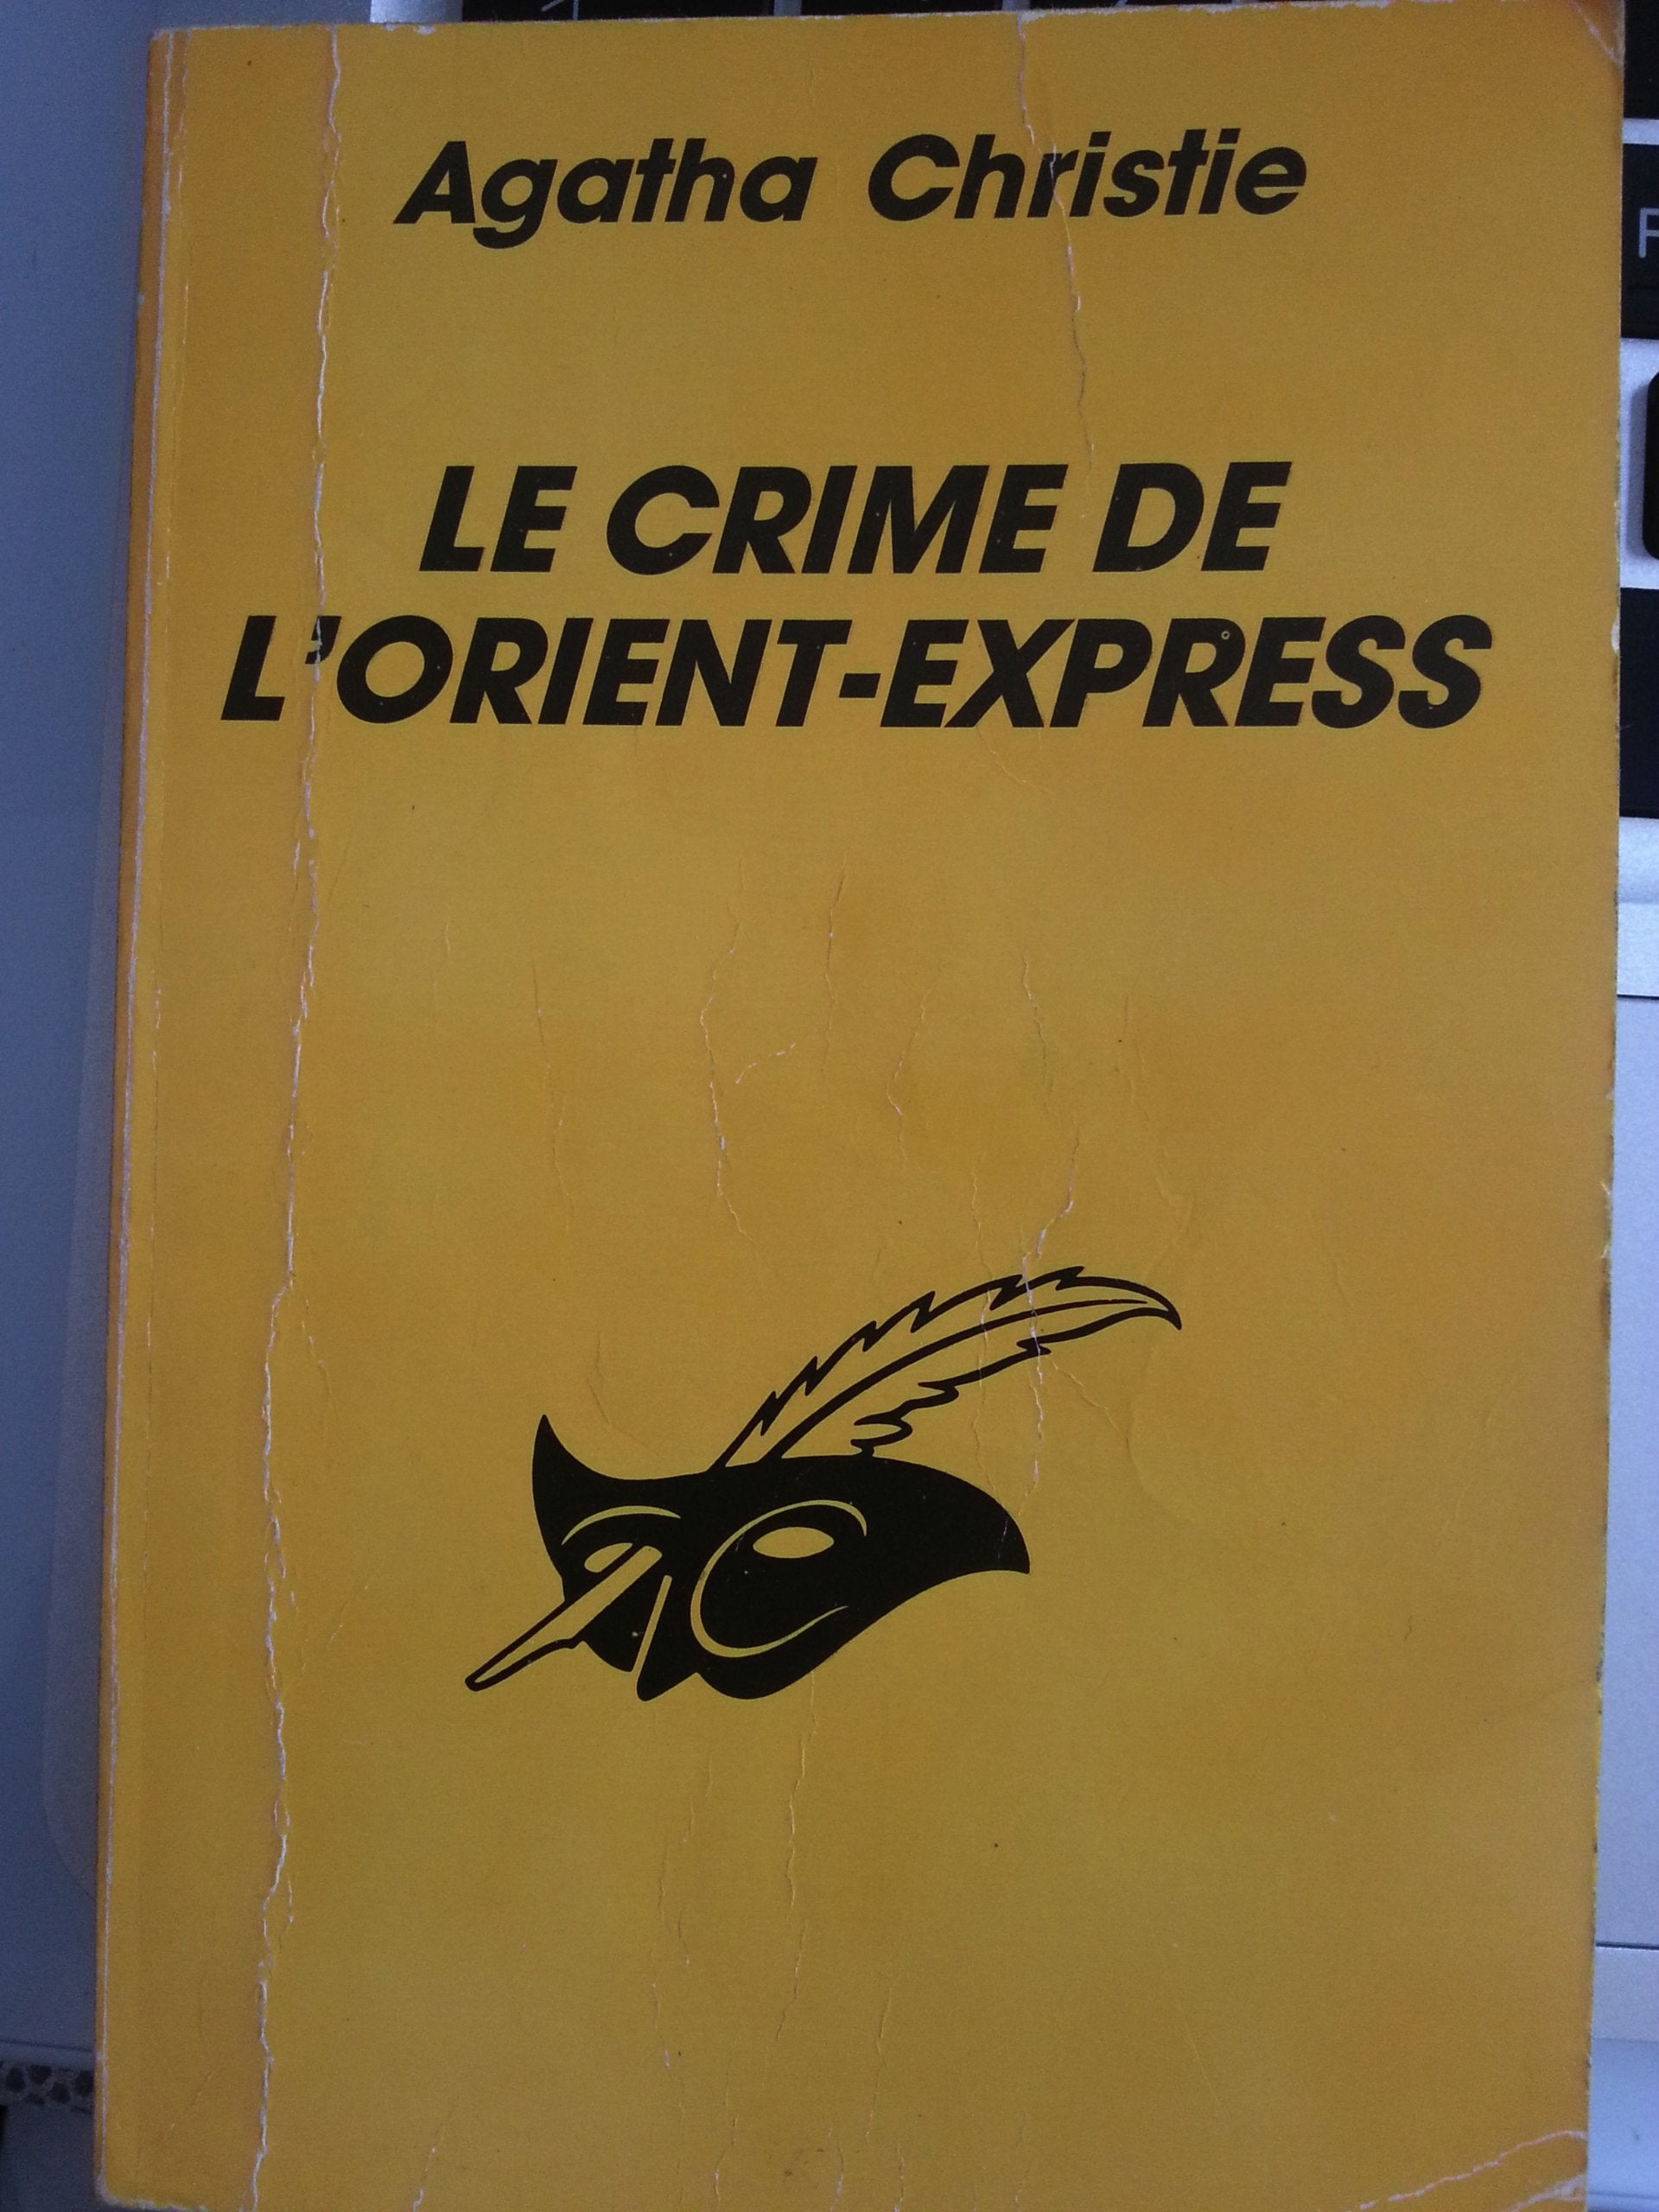 Agatha Christie
LE CRIME DE
L'ORIENT-EXPRESS